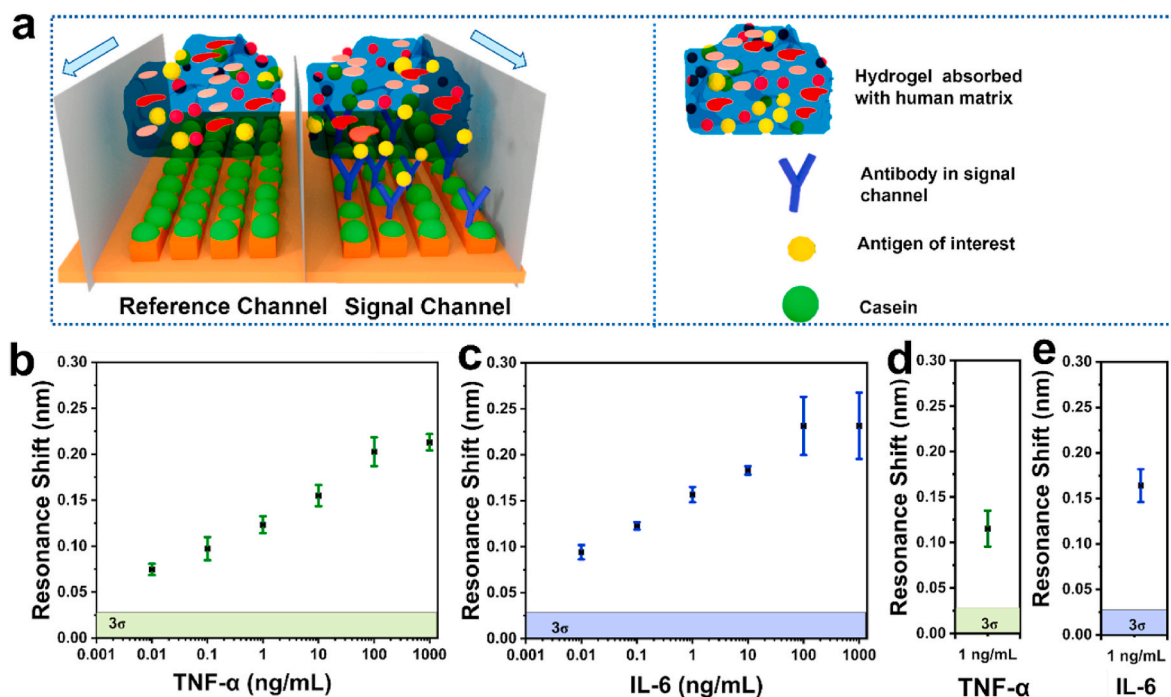 a
Hydrogel absorbed
with human matrix
Antibody in signal
channel
Antigen of interest
Casein
Reference Channel
Signal Channel
b
Resonance Shift (nm)
0.30
0.25
0.20
0.15
0.10
0.05
0.00
3σ
0.001 0.01 0.1 1 10 100 1000
TNF-α (ng/mL)
c
Resonance Shift (nm)
0.30
0.25
0.20
0.15
0.10
0.05
0.00
3σ
0.001 0.01 0.1 1 10 100 1000
IL-6 (ng/mL)
d
Resonance Shift (nm)
0.30
0.25
0.20
0.15
0.10
0.05
0.00
3σ
1 ng/mL
TNF-α
e
Resonance Shift (nm)
0.30
0.25
0.20
0.15
0.10
0.05
0.00
3σ
1 ng/mL
IL-6